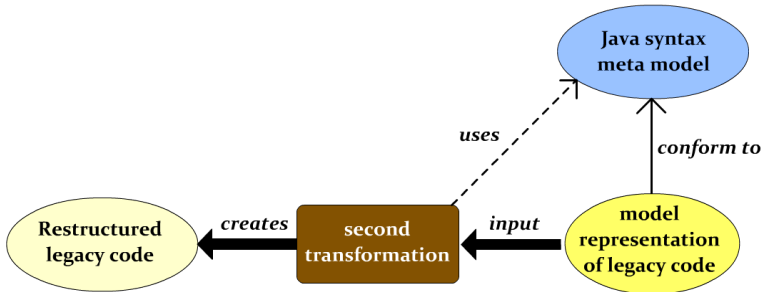 Java syntax
meta model
uses
conform to
Restructured
legacy code
creates
second
transformation
input
model
representation
of legacy code